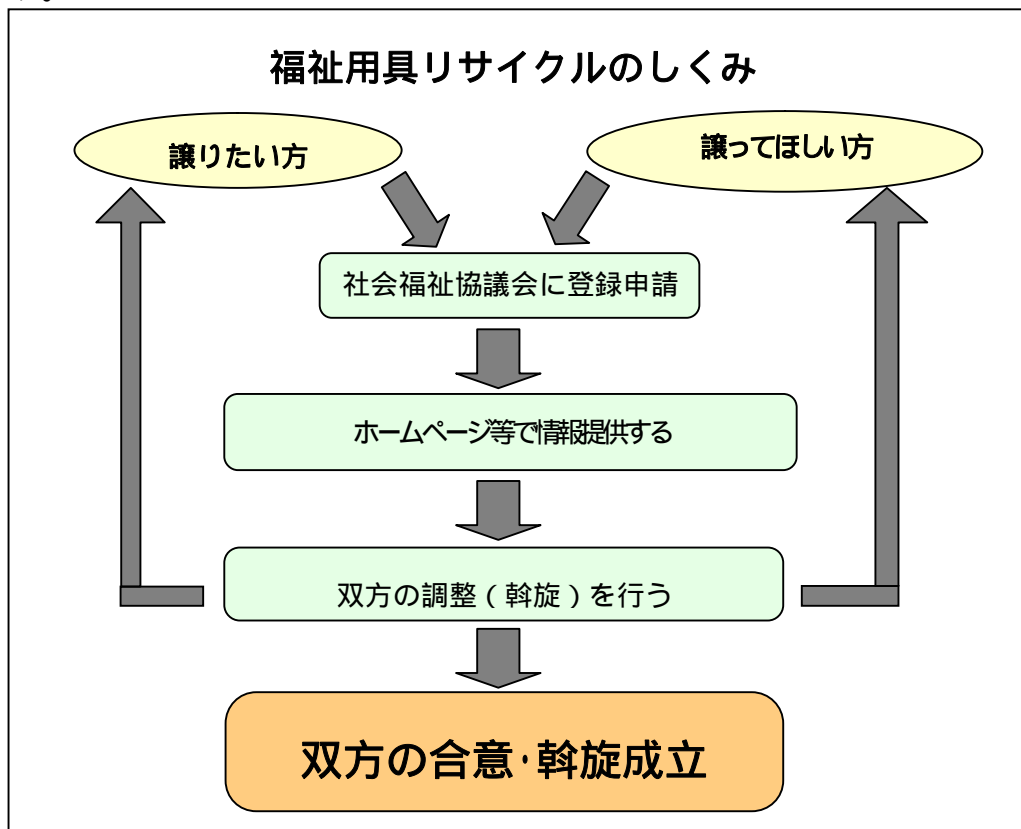 福祉用具リサイクルのしくみ
譲りたい方
譲ってほしい方
社会福祉協議会に登録申請
ホームページ等で情報提供する
双方の調整（斡旋）を行う
双方の合意・斡旋成立